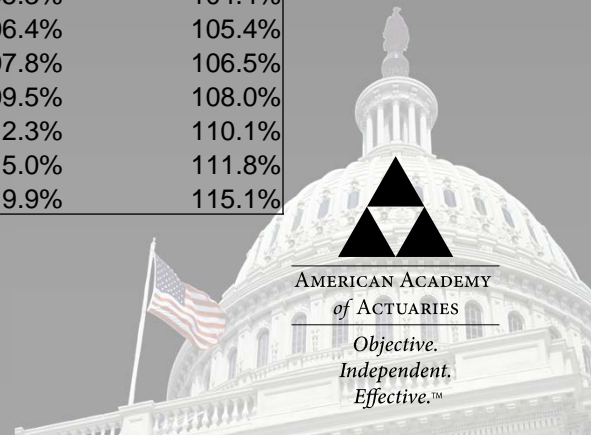 06.4% 105.4%
07.8% 106.5%
09.5% 108.0%
2.3% 110.1%
5.0% 111.8%
9.9% 115.1%
AMERICAN ACADEMY
of ACTUARIES
Objective.
Independent.
Effective.™